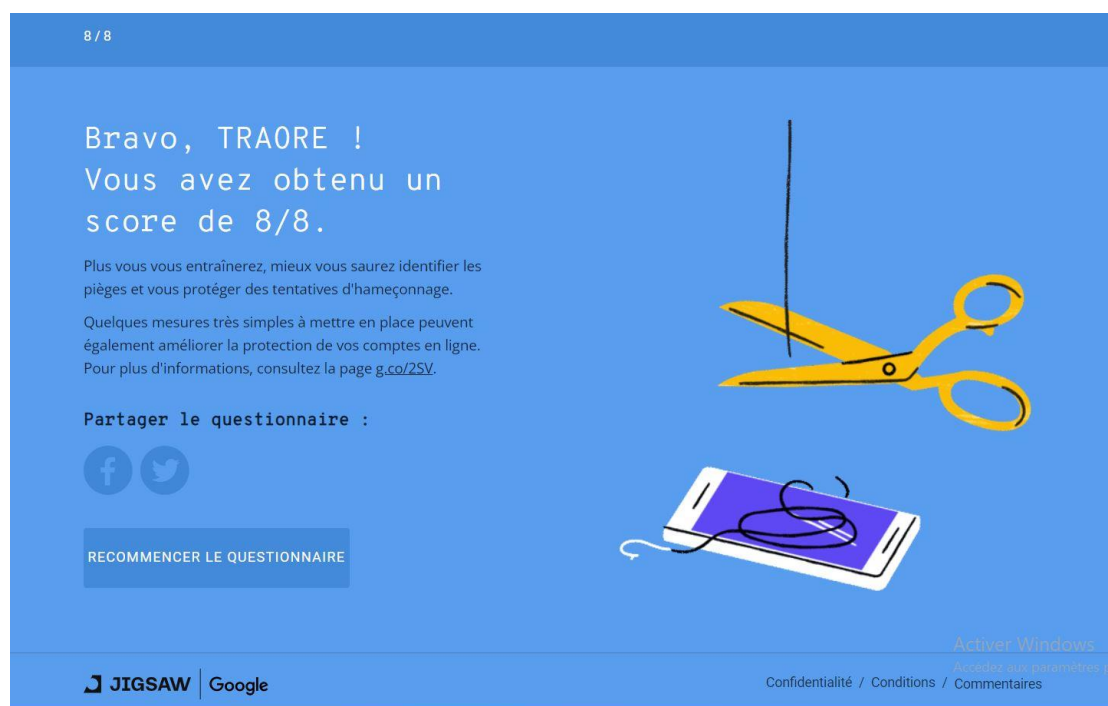 8 / 8
Bravo, TRAORE !
Vous avez obtenu un
score de 8/8.
Plus vous vous entraînerez, mieux vous saurez identifier les
pièges et vous protéger des tentatives d'hameçonnage.
Quelques mesures très simples à mettre en place peuvent
également améliorer la protection de vos comptes en ligne.
Pour plus d'informations, consultez la page g.co/2SV.
Partager le questionnaire :
RECOMMENCER LE QUESTIONNAIRE
Activer Windows
Accédez aux paramètres p
JIGSAW Google
Confidentialité / Conditions / Commentaires